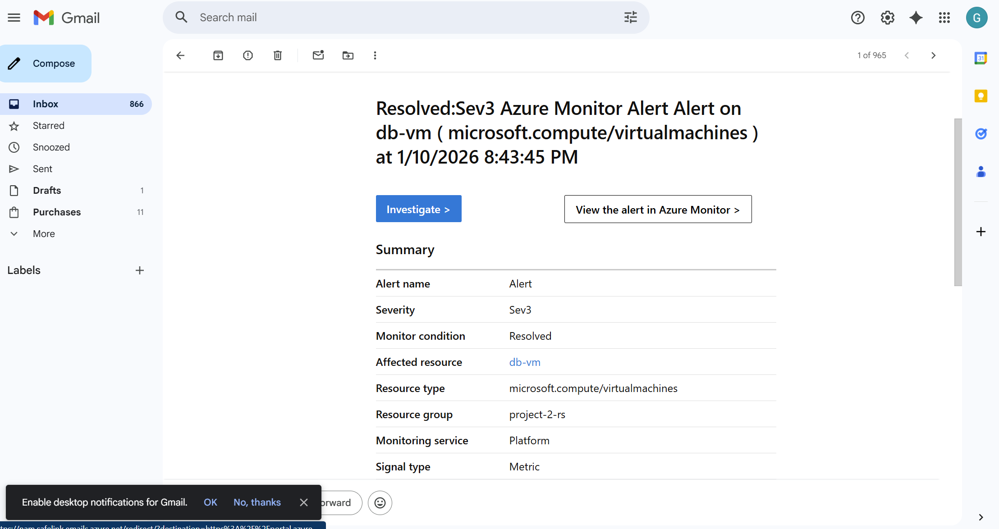 Gmail
Search mail
G
Compose
1 of 965
31
Inbox 866
Starred
Snoozed
Sent
Drafts 1
Purchases 11
More
Labels
Resolved:Sev3 Azure Monitor Alert Alert on
db-vm ( microsoft.compute/virtualmachines )
at 1/10/2026 8:43:45 PM
Investigate >
View the alert in Azure Monitor >
Summary
Alert name Alert
Severity Sev3
Monitor condition Resolved
Affected resource db-vm
Resource type microsoft.compute/virtualmachines
Resource group project-2-rs
Monitoring service Platform
Signal type Metric
Enable desktop notifications for Gmail. OK No, thanks
orward
tps://nam.safelink.emails.azure.net/redirect/?destination=https%3A%2F%2Fportal.azure...